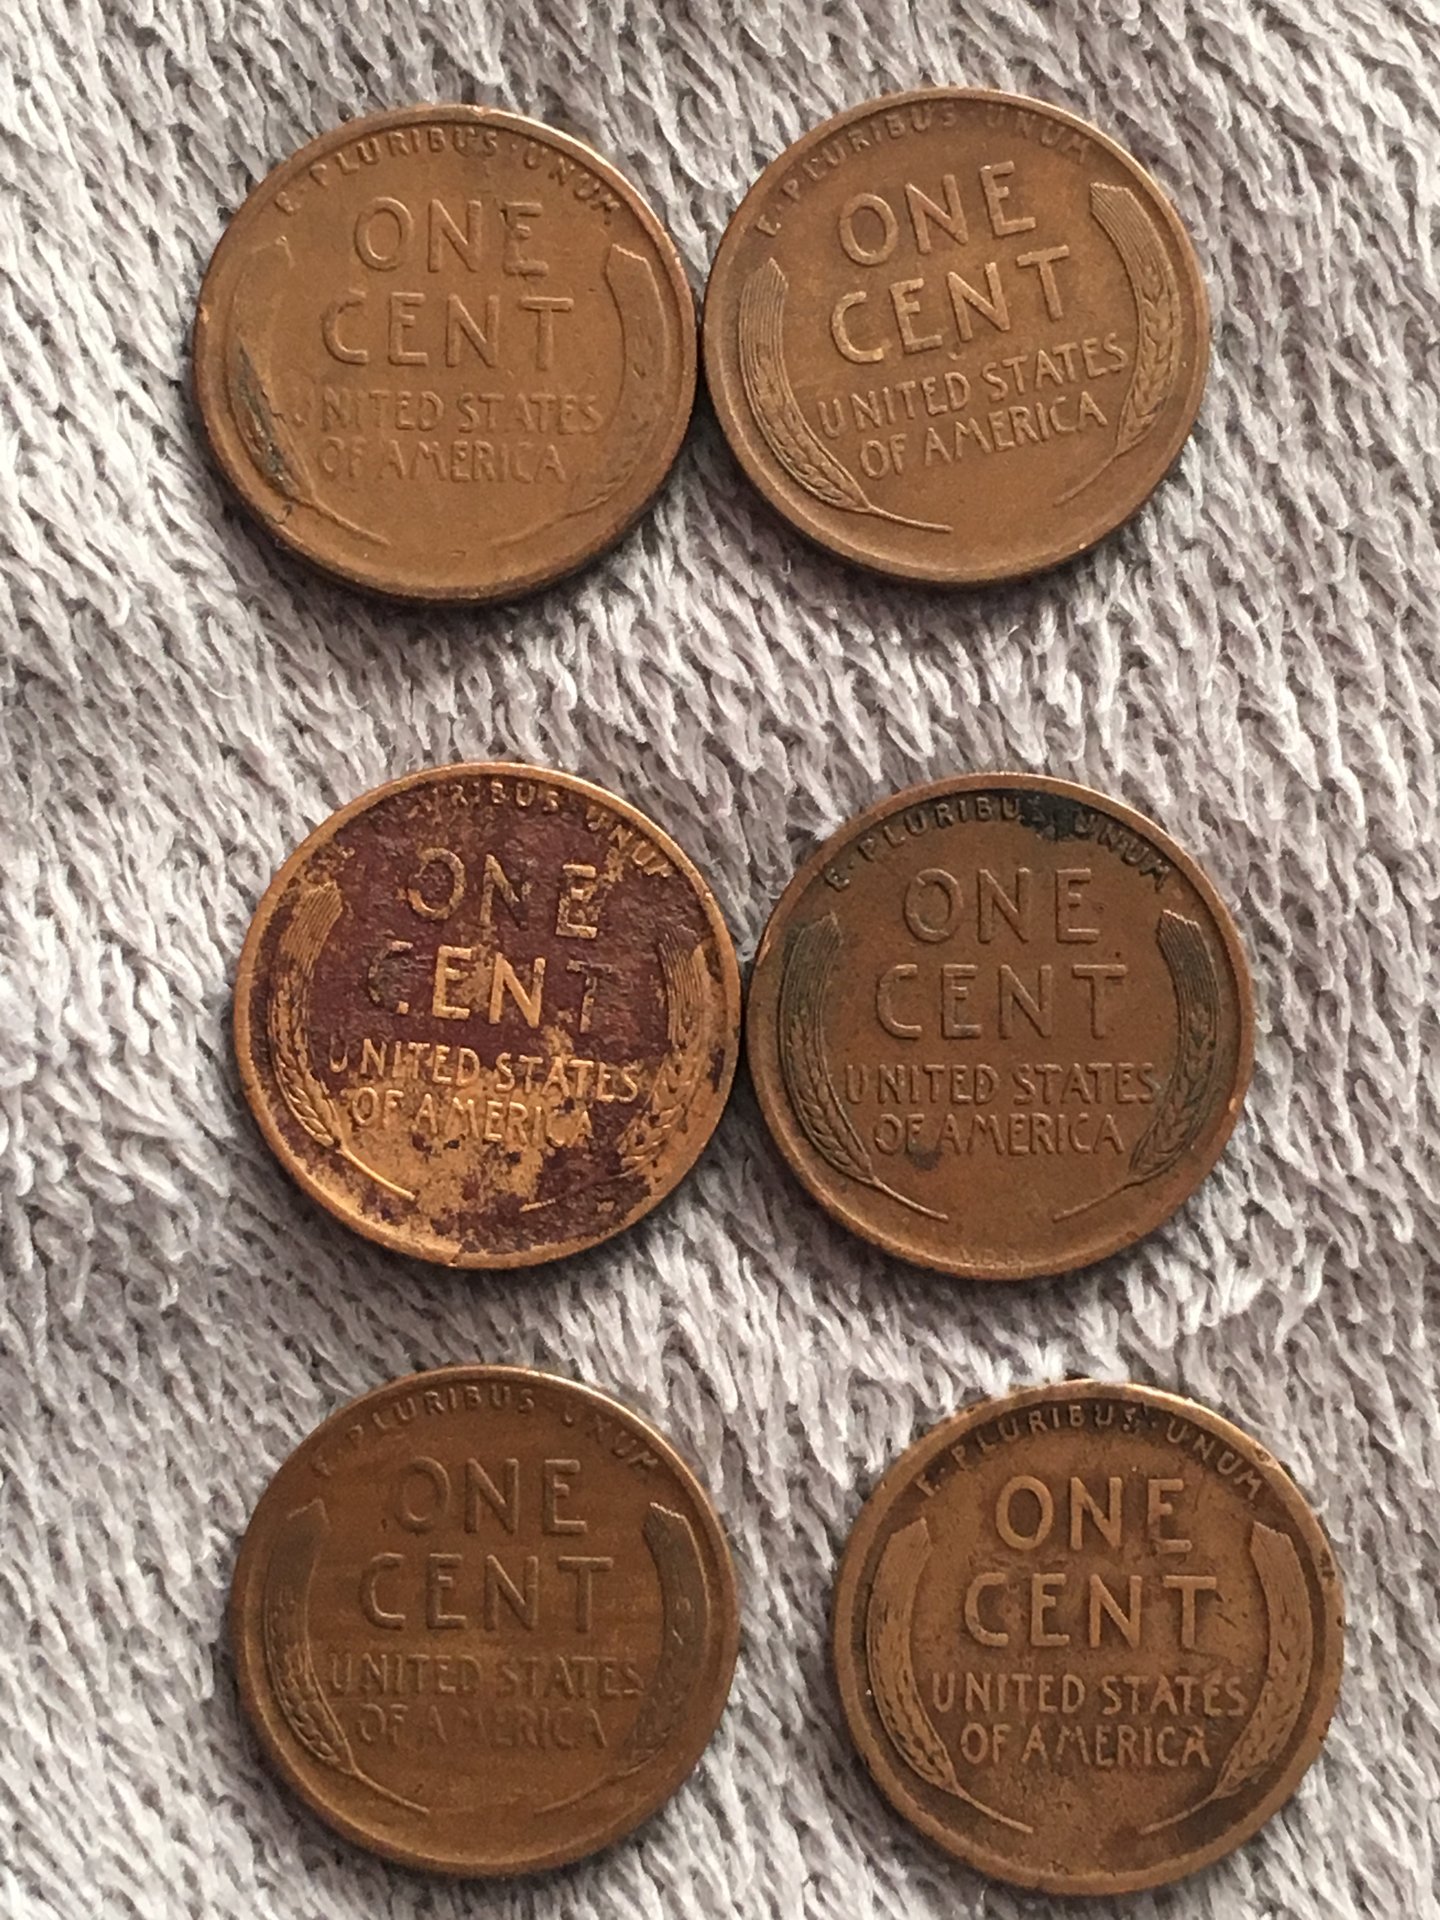 E·PLURIBUS·UNUM
ONE
CENT
UNITED STATES
OF AMERICA
E·PLURIBUS UNUM
ONE
CENT
UNITED STATES
OF AMERICA
UNUM
ONE
CENT
UNITED STATES
OF AMERICA
E·PLURIBUS UNUM
ONE
CENT
UNITED STATES
OF AMERICA
V.D.B.
E PLURIBUS·UNUM
ONE
CENT
UNITED STATES
OF AMERICA
E·PLURIBUS·UNUM
ONE
CENT
UNITED STATES
OF AMERICA